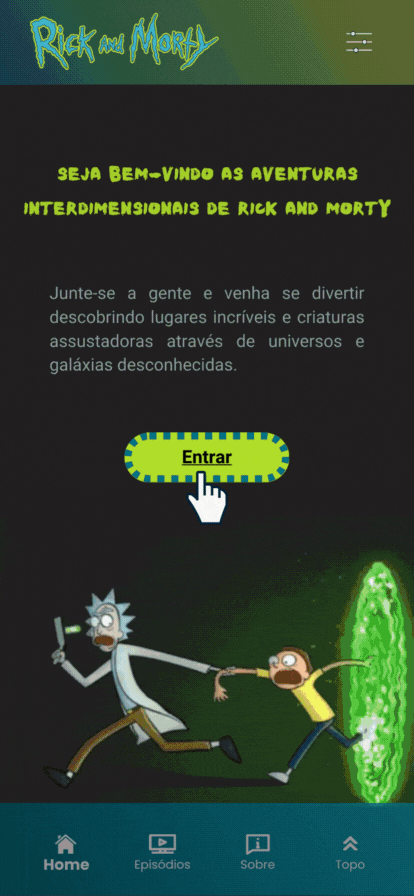 Rick and Morty
SEJA BEM-VINDO AS AVENTURAS
INTERDIMENSIONAIS DE RICK AND MORTY
Junte-se a gente e venha se divertir
descobrindo lugares incríveis e criaturas
assustadoras através de universos e
galáxias desconhecidas.
Entrar
Home Episódios Sobre Topo